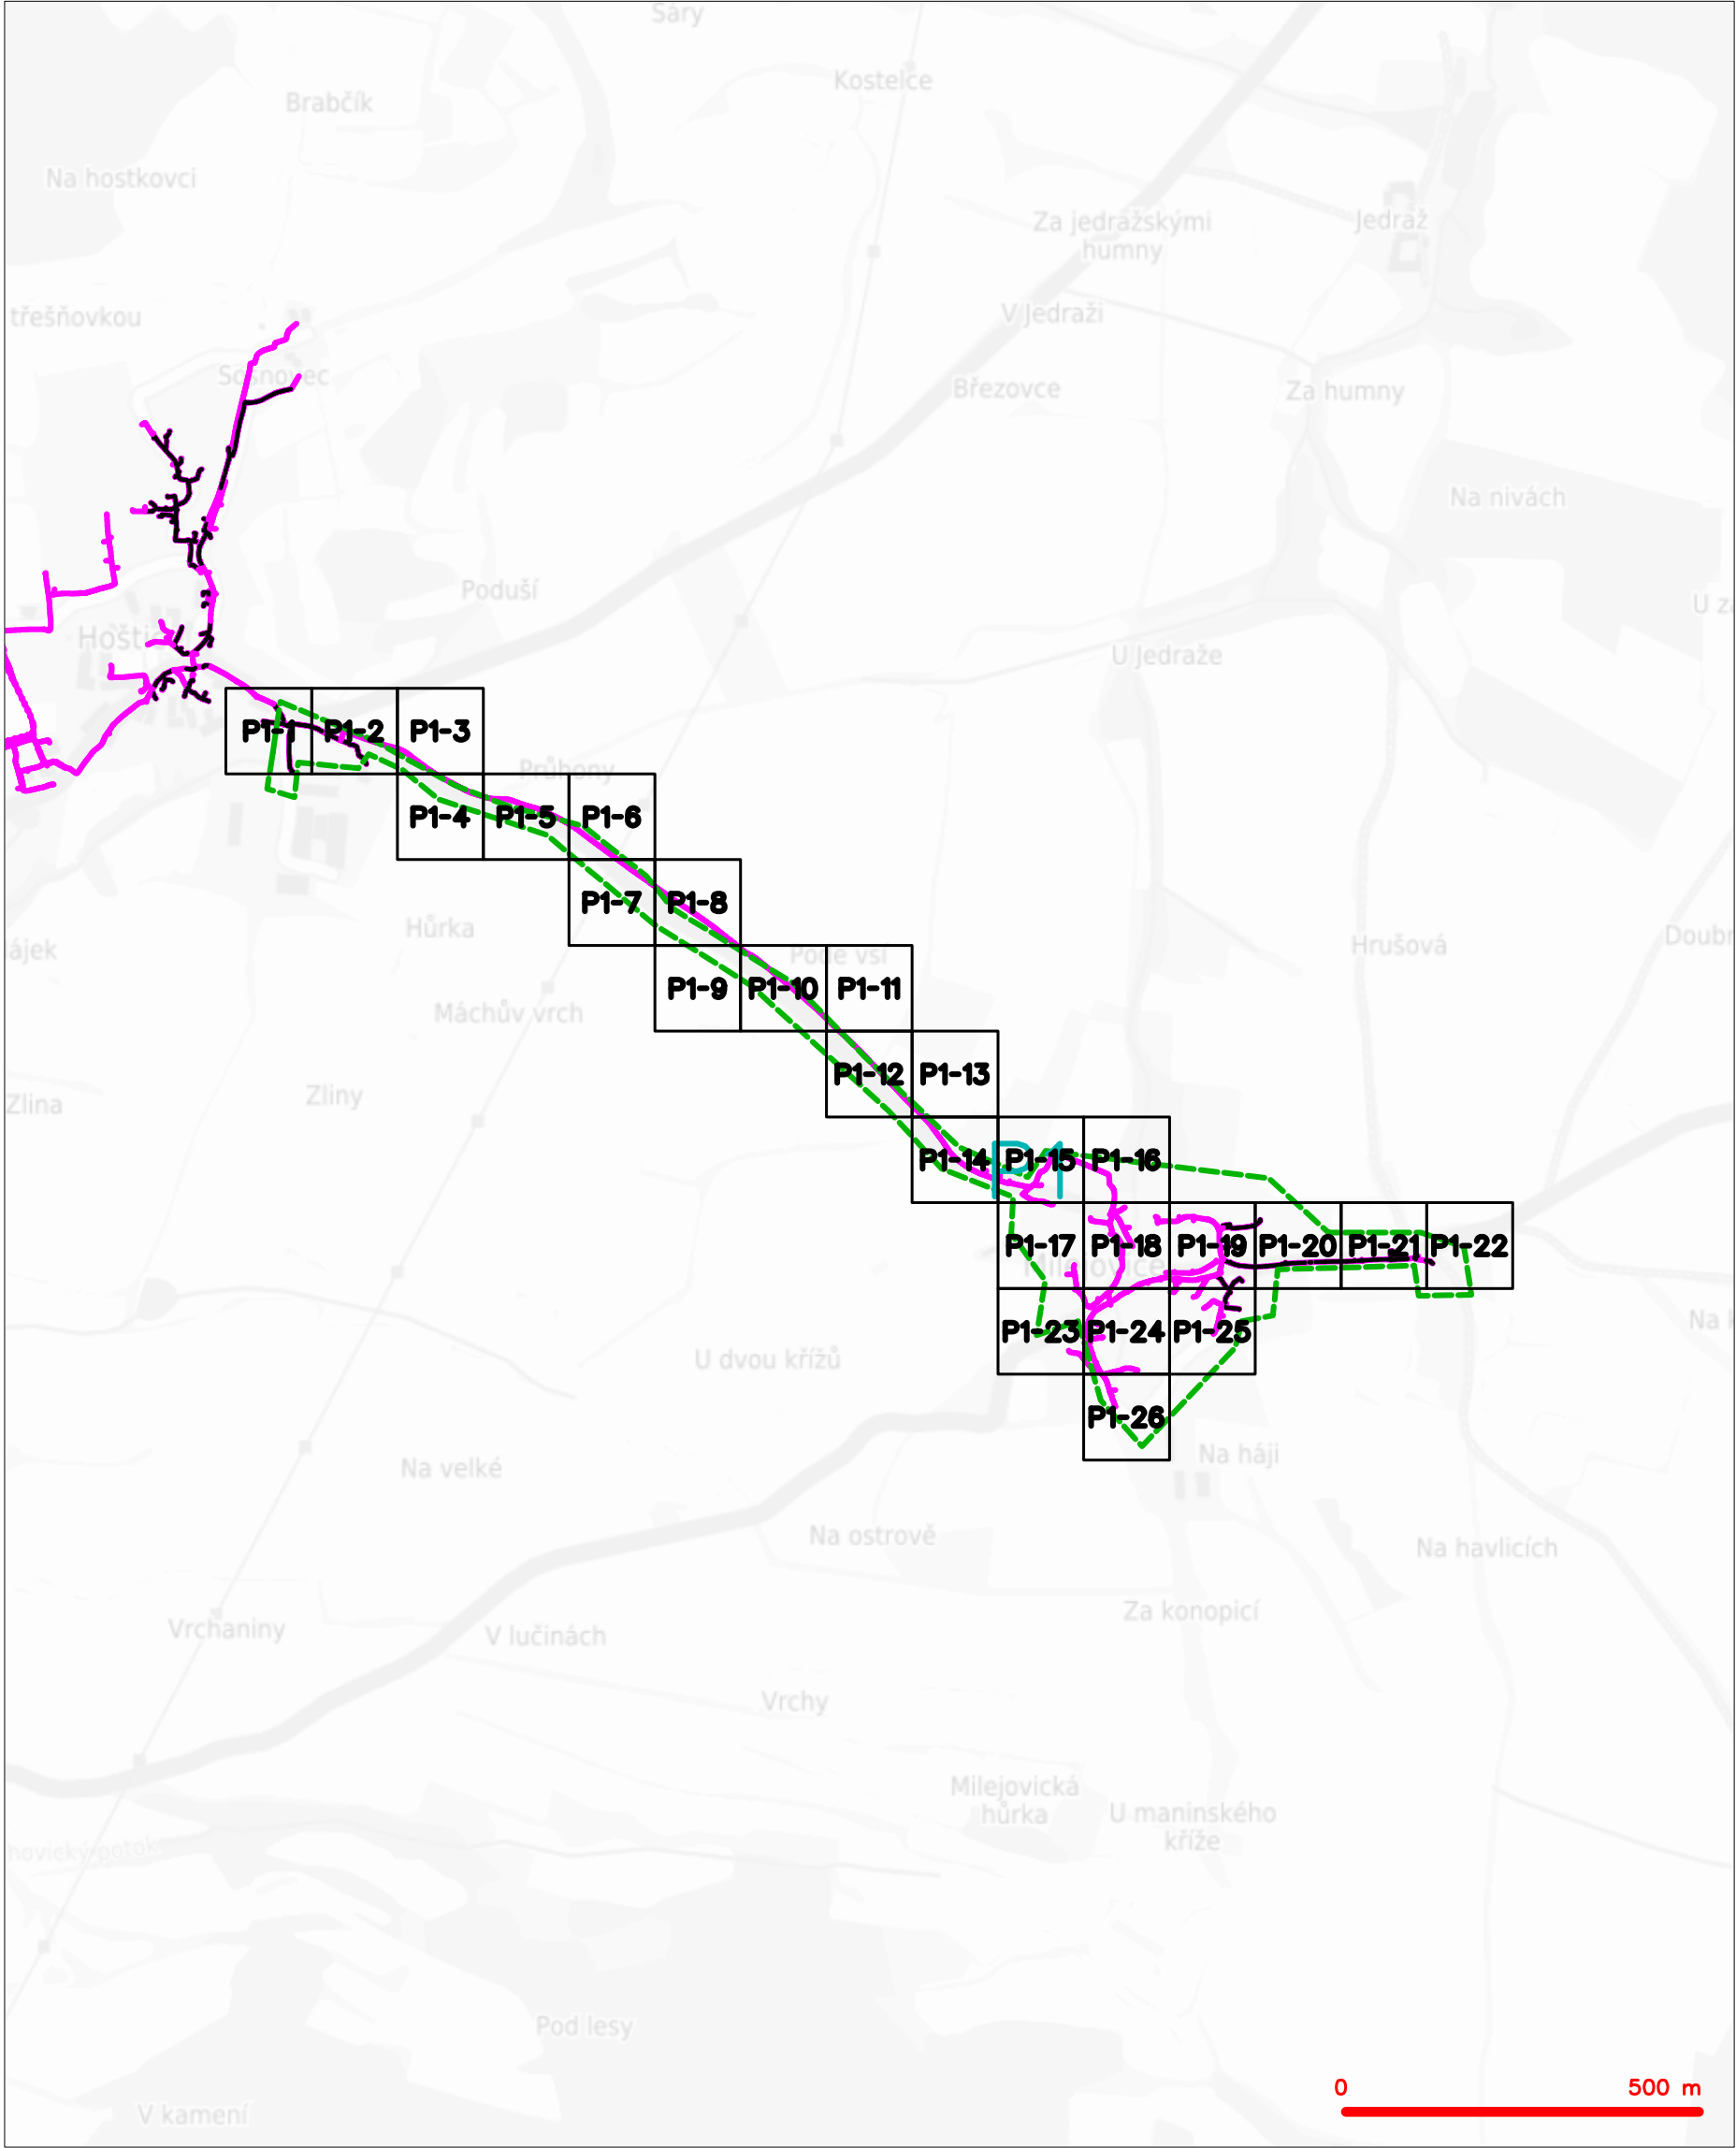 Sáry
Kostelce
Brabčík
Na hostkovci
Za jedražskými
humny
Jedraž
třešňovkou
V Jedraži
Sosnovec
Březovce
Za humny
Na nivách
Poduší
U Jedraže
P1-1
P1-2
P1-3
Průhony
P1-4
P1-5
P1-6
P1-7
P1-8
Hůrka
Hrušová
P1-9
P1-10
P1-11
Máchův vrch
P1-12
P1-13
Zliny
Zlina
P1
P1-14
P1-15
P1-16
P1-17
P1-18
P1-19
P1-20
P1-21
P1-22
Milejovice
P1-23
P1-24
P1-25
U dvou křížů
P1-26
Na háji
Na velké
Na ostrově
Na havlicích
Za konopicí
Vrchaniny
V lučinách
Vrchy
Milejovická
hůrka
U maninského
kříže
hovický potok
Pod lesy
V kamení
0 500 m